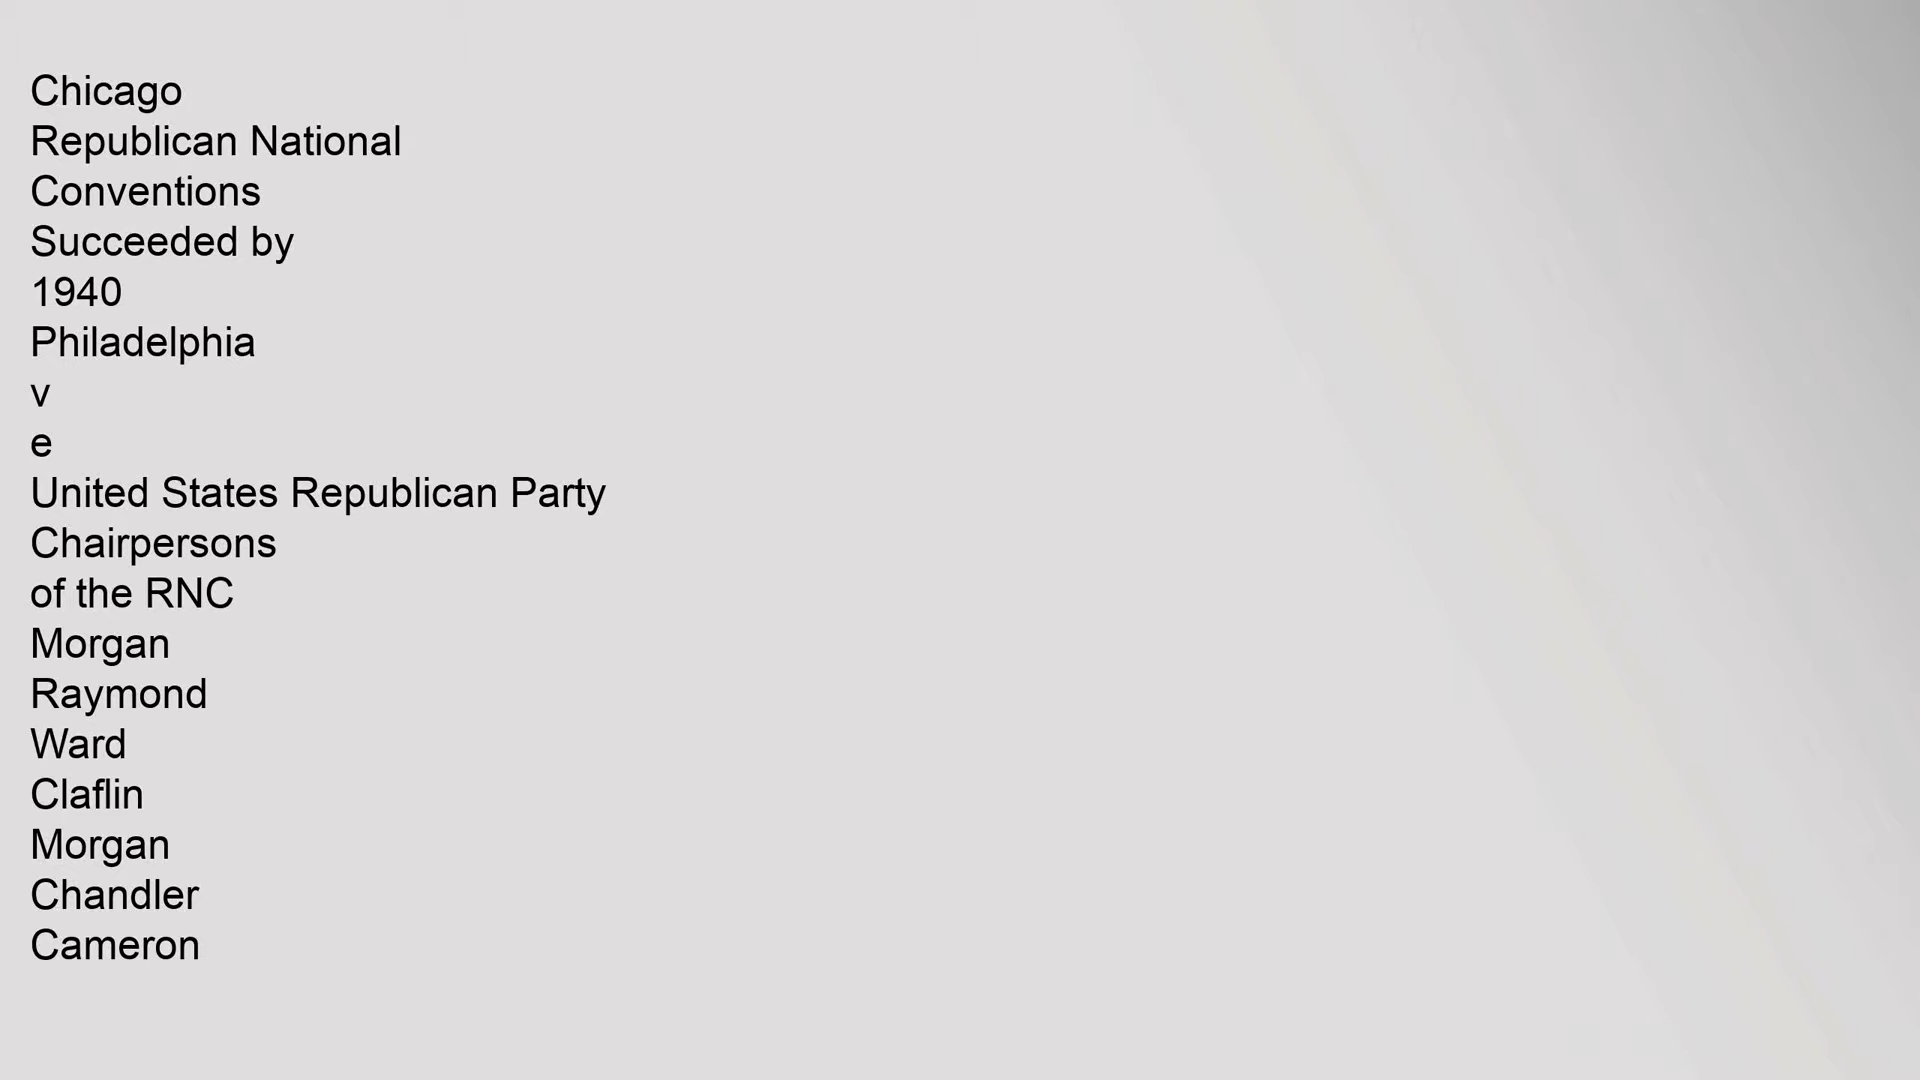 Chicago
Republican National
Conventions
Succeeded by
1940
Philadelphia
v
e
United States Republican Party
Chairpersons
of the RNC
Morgan
Raymond
Ward
Claflin
Morgan
Chandler
Cameron